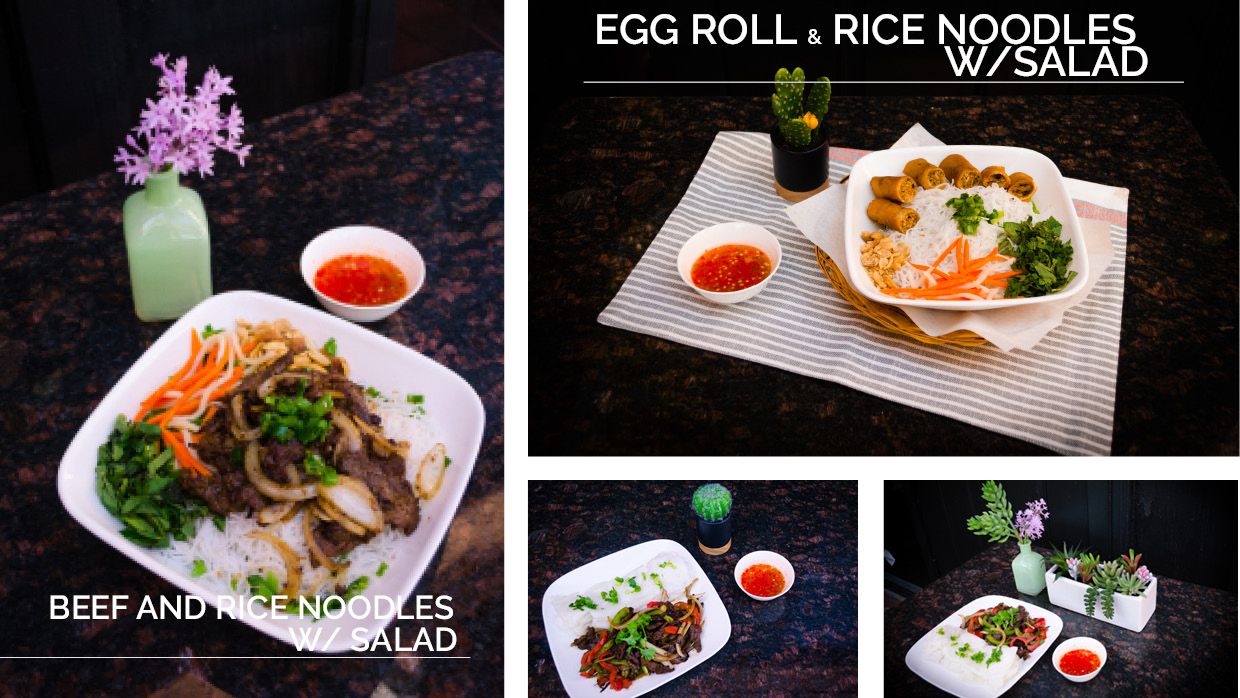 BEEF AND RICE NOODLES
W/ SALAD
EGG ROLL & RICE NOODLES
W/SALAD